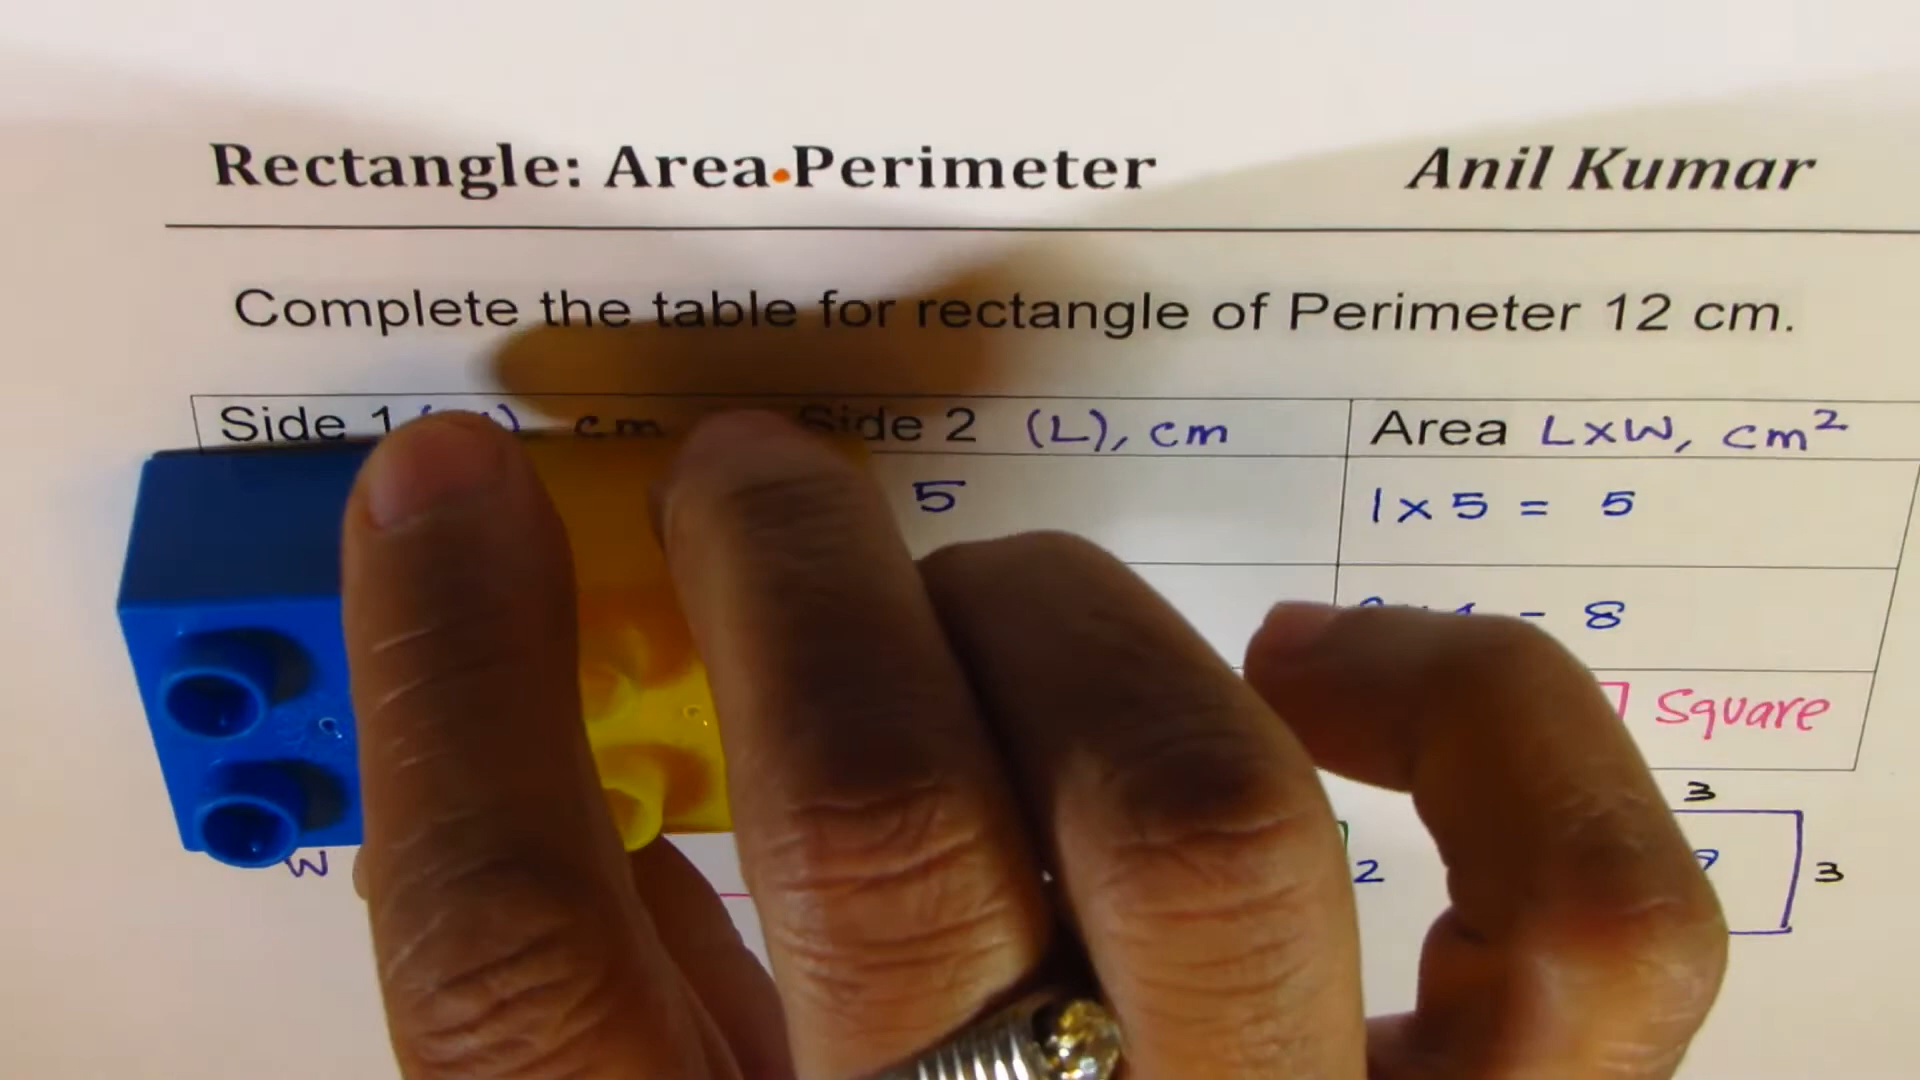 Rectangle: Area Perimeter Anil Kumar
Complete the table for rectangle of Perimeter 12 cm.
Side 1 cm Side 2 (L), cm Area L×W, cm²
5 1 × 5 = 5
= 8
Square
3
W 2 3